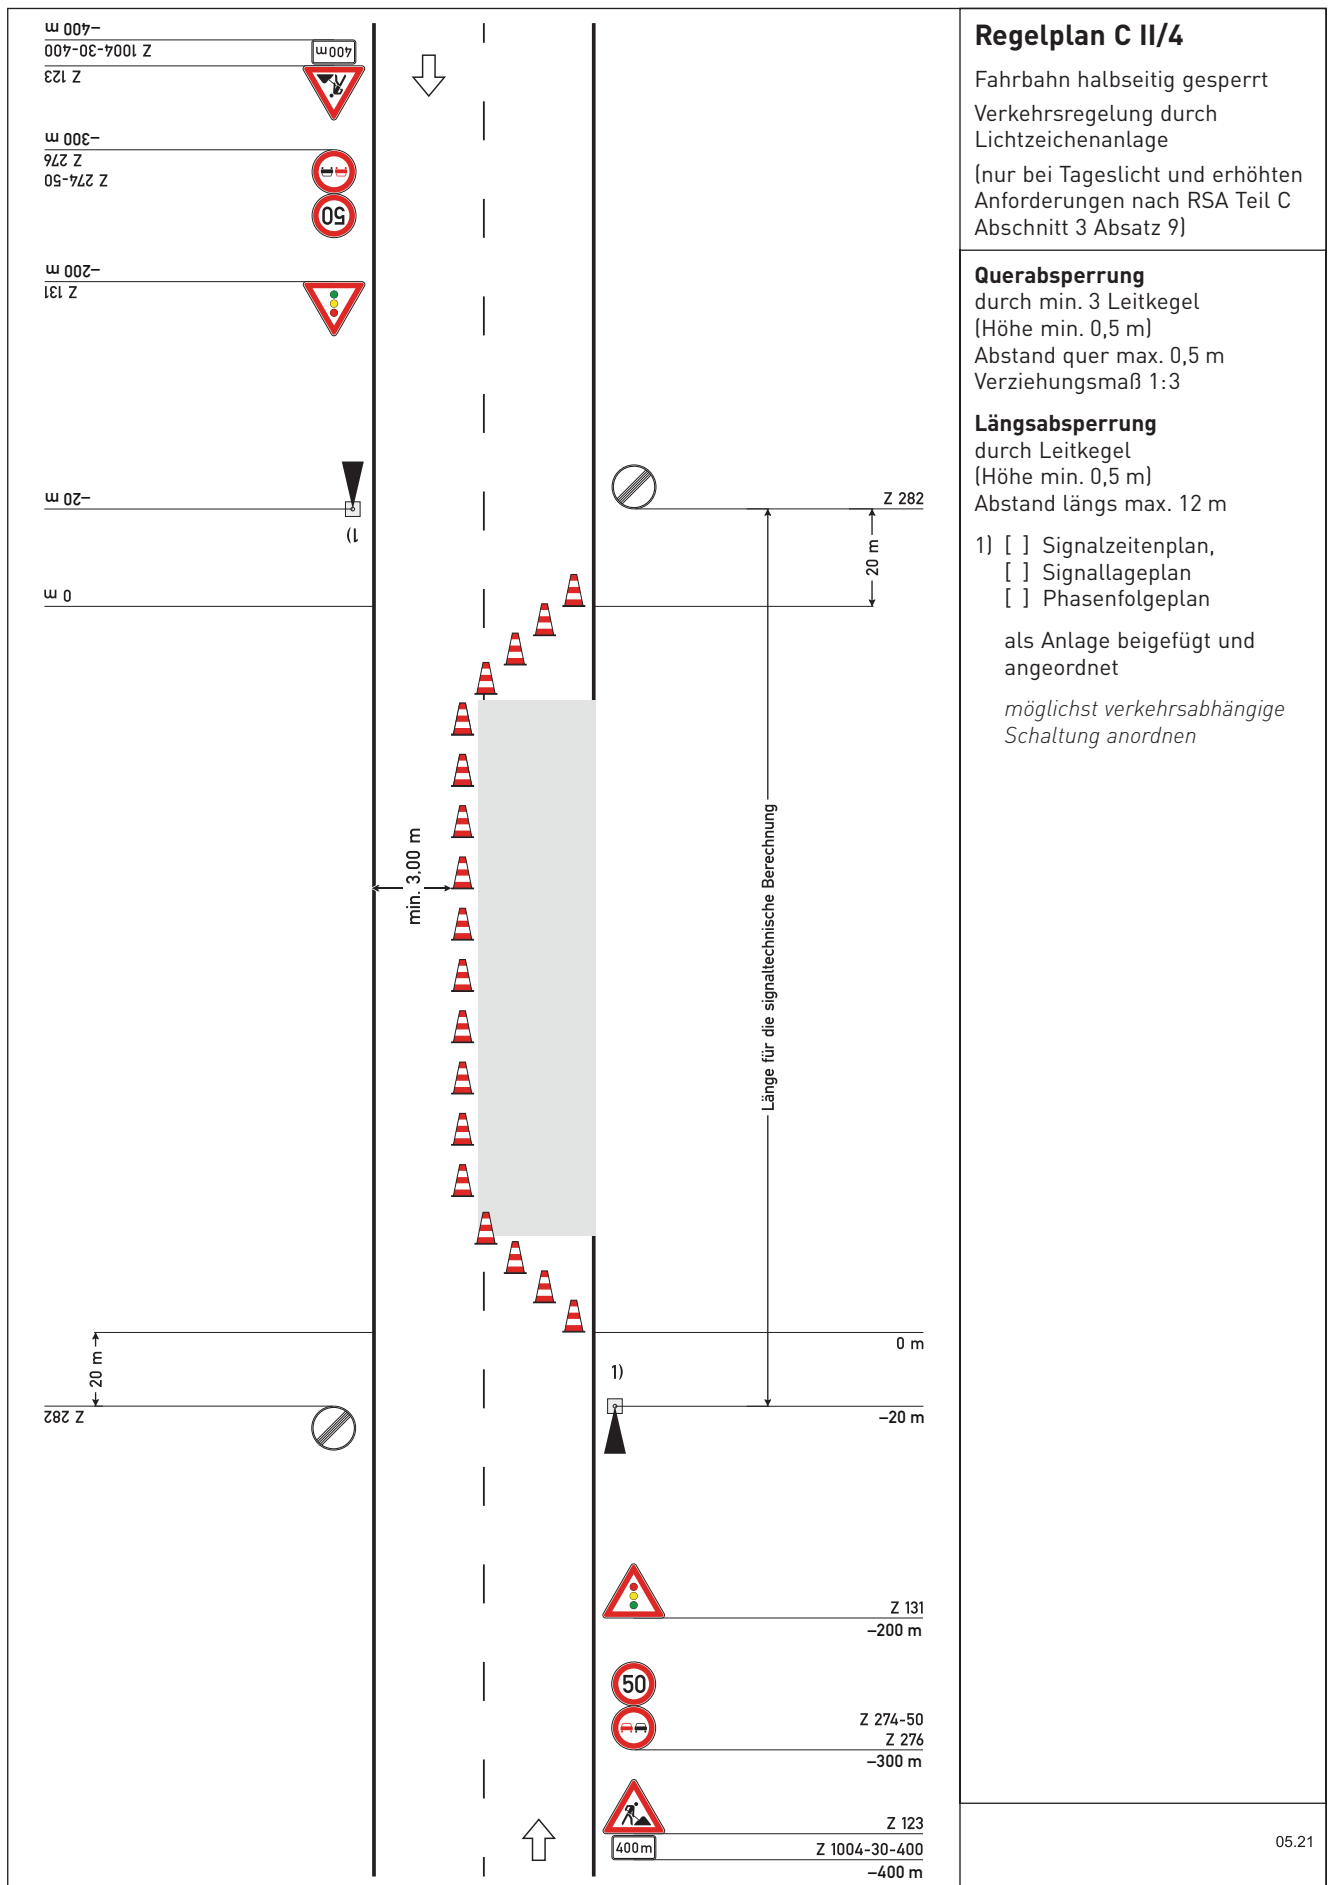 –400 m
Z 1004-30-400
400 m
Z 123
–300 m
Z 276
Z 274-50
50
–200 m
Z 131
–20 m
1)
0 m
Z 282
20 m
min. 3,00 m
Länge für die signaltechnische Berechnung
20 m
Z 282
0 m
1)
–20 m
Z 131
–200 m
50
Z 274-50
Z 276
–300 m
Z 123
400 m
Z 1004-30-400
–400 m
Regelplan C II/4
Fahrbahn halbseitig gesperrt
Verkehrsregelung durch
Lichtzeichenanlage
(nur bei Tageslicht und erhöhten
Anforderungen nach RSA Teil C
Abschnitt 3 Absatz 9)
Querabsperrung
durch min. 3 Leitkegel
(Höhe min. 0,5 m)
Abstand quer max. 0,5 m
Verziehungsmaß 1:3
Längsabsperrung
durch Leitkegel
(Höhe min. 0,5 m)
Abstand längs max. 12 m
1) [ ] Signalzeitenplan,
[ ] Signallageplan
[ ] Phasenfolgeplan
als Anlage beigefügt und
angeordnet
möglichst verkehrsabhängige
Schaltung anordnen
05.21